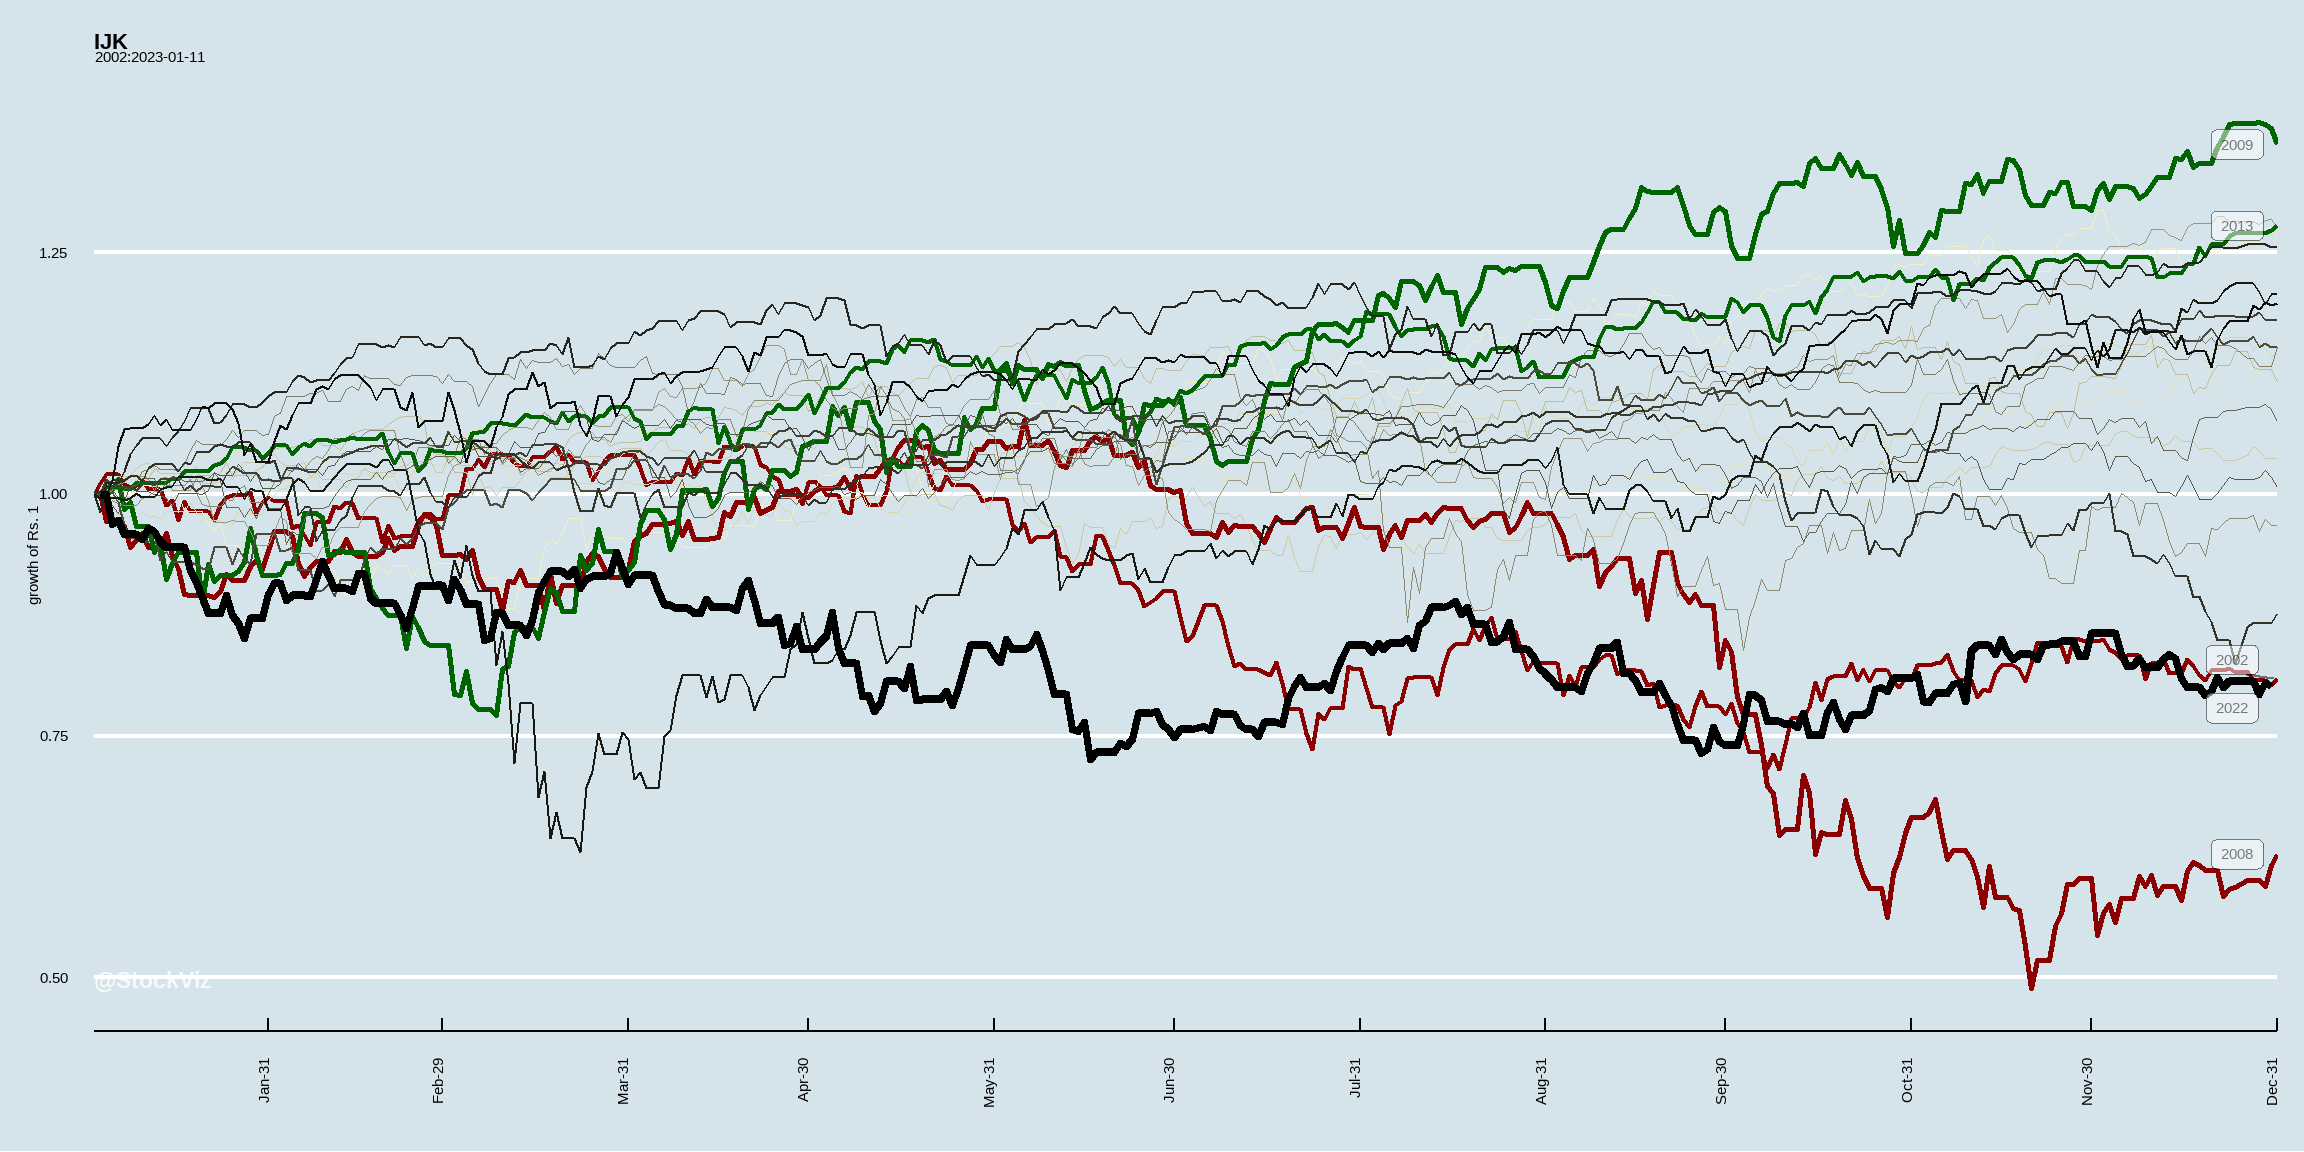 IJK
2002:2023-01-11
2009
2013
1.25
1.00
growth of Rs. 1
2002
2022
0.75
2008
0.50
@StockViz
Jan-31
Feb-29
Mar-31
Apr-30
May-31
Jun-30
Jul-31
Aug-31
Sep-30
Oct-31
Nov-30
Dec-31